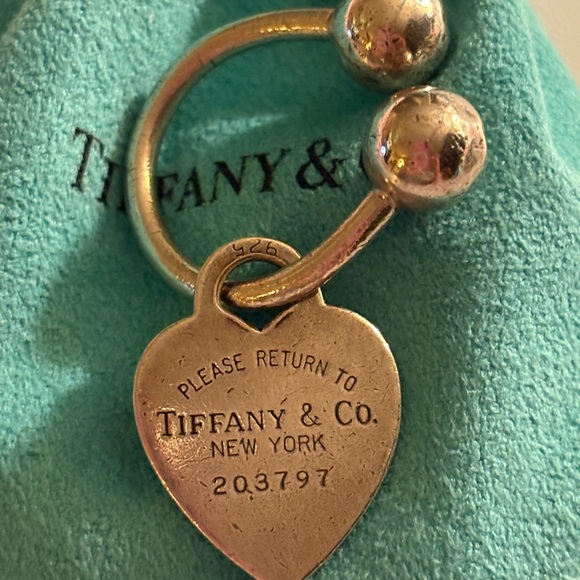 TIFFANY &
925
PLEASE RETURN TO
TIFFANY & CO.
NEW YORK
203797